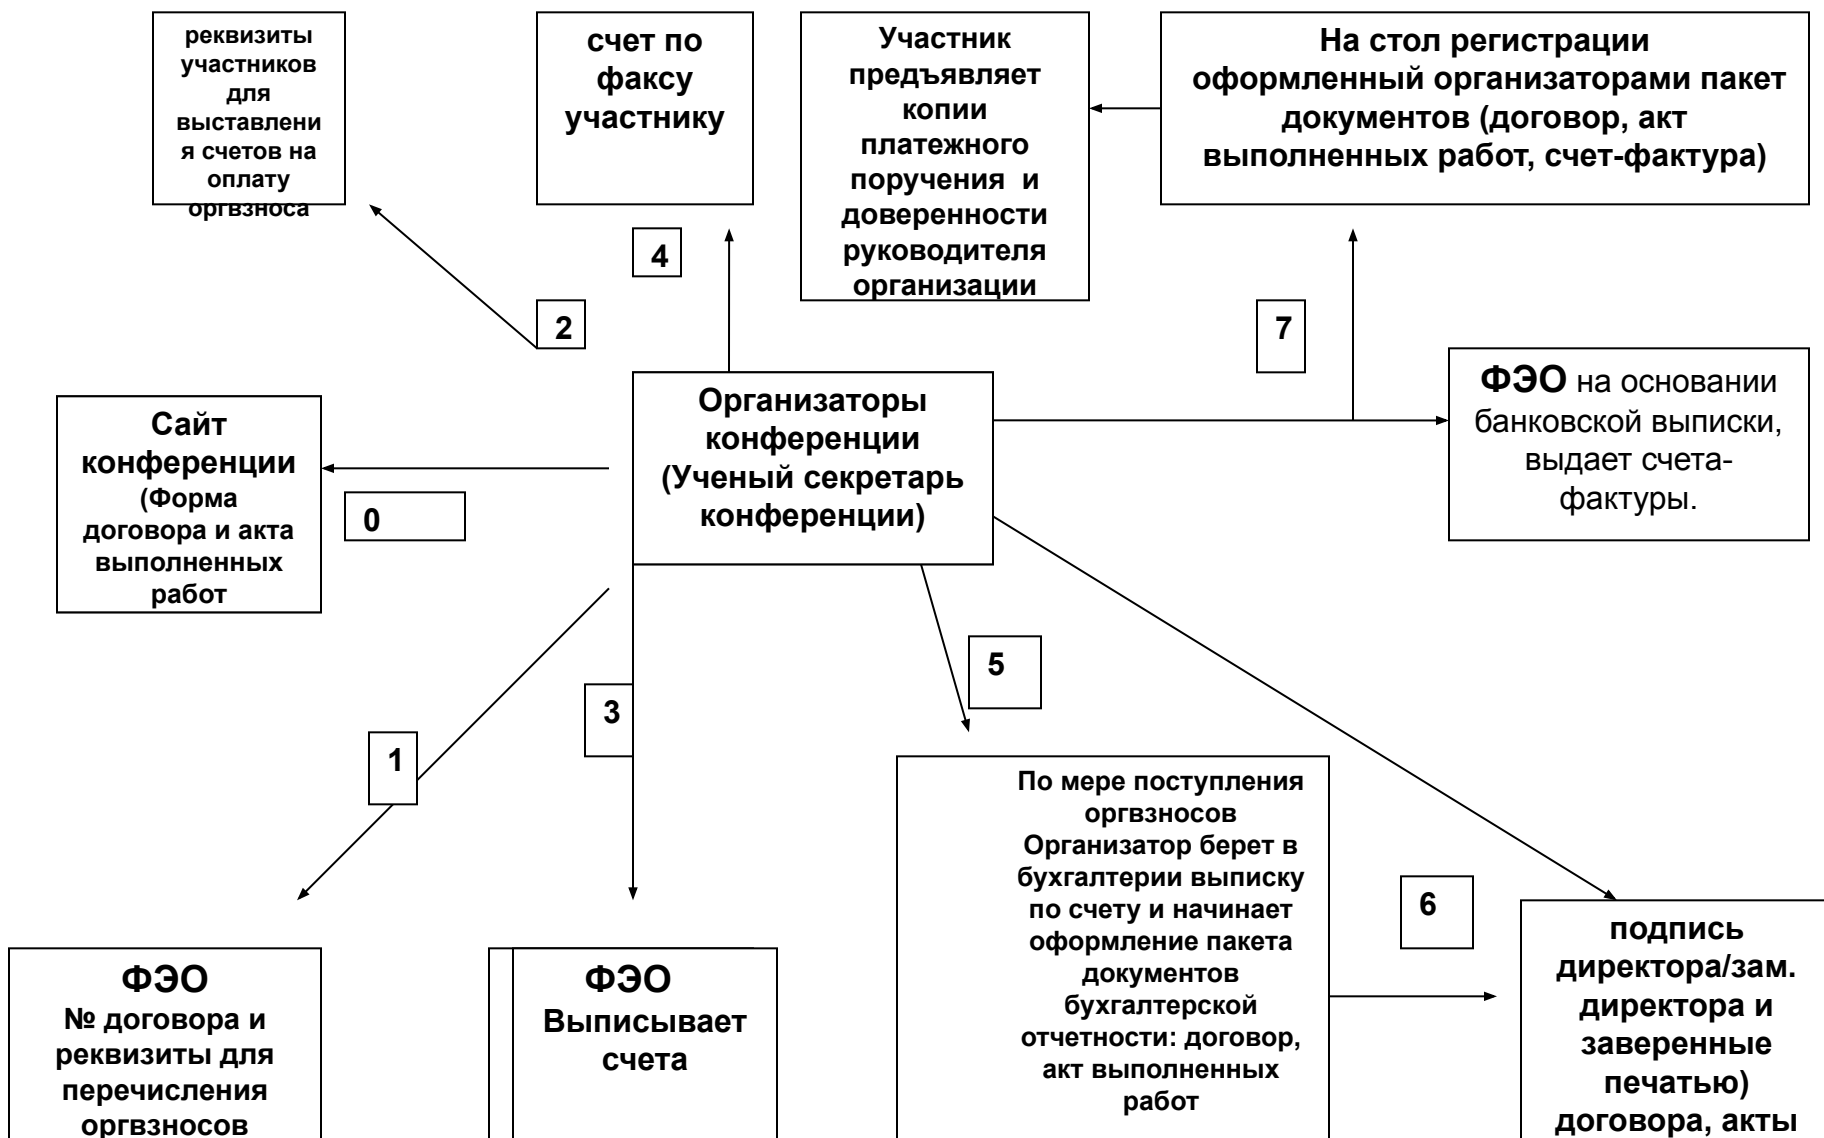 реквизиты
участников
для
выставлени
я счетов на
оплату
оргвзноса
счет по
факсу
участнику
Участник
предъявляет
копии
платежного
поручения и
доверенности
руководителя
организации
На стол регистрации
оформленный организаторами пакет
документов (договор, акт
выполненных работ, счет-фактура)
4
2
7
Сайт
конференции
(Форма
договора и акта
выполненных
работ
0
Организаторы
конференции
(Ученый секретарь
конференции)
ФЭО на основании
банковской выписки,
выдает счета-
фактуры.
1
3
5
6
ФЭО
№ договора и
реквизиты для
перечисления
оргвзносов
ФЭО
Выписывает
счета
По мере поступления
оргвзносов
Организатор берет в
бухгалтерии выписку
по счету и начинает
оформление пакета
документов
бухгалтерской
отчетности: договор,
акт выполненных
работ
подпись
директора/зам.
директора и
заверенные
печатью)
договора, акты